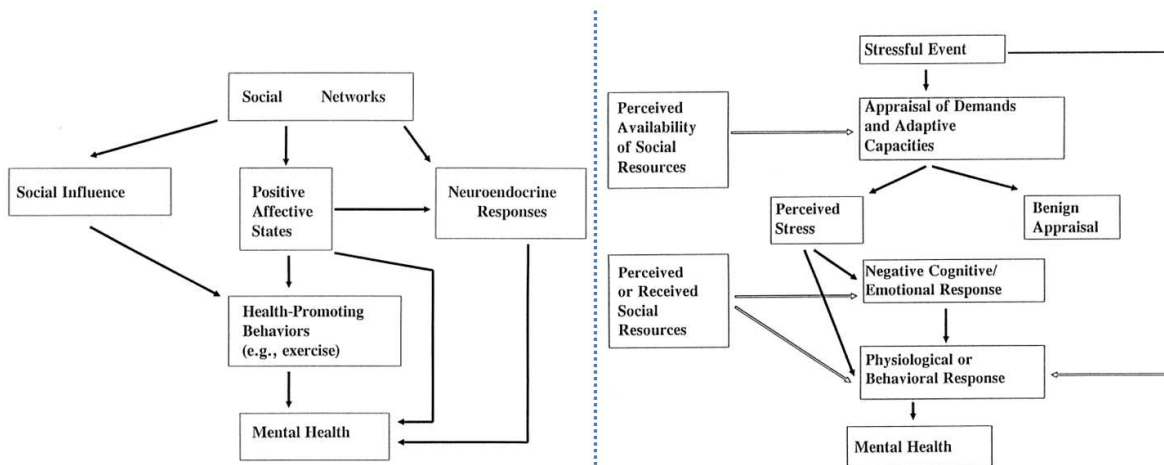 Social Networks
Social Influence
Positive
Affective
States
Neuroendocrine
Responses
Health-Promoting
Behaviors
(e.g., exercise)
Mental Health
Stressful Event
Perceived
Availability
of Social
Resources
Appraisal of Demands
and Adaptive
Capacities
Perceived
Stress
Benign
Appraisal
Perceived
or Received
Social
Resources
Negative Cognitive/
Emotional Response
Physiological or
Behavioral Response
Mental Health